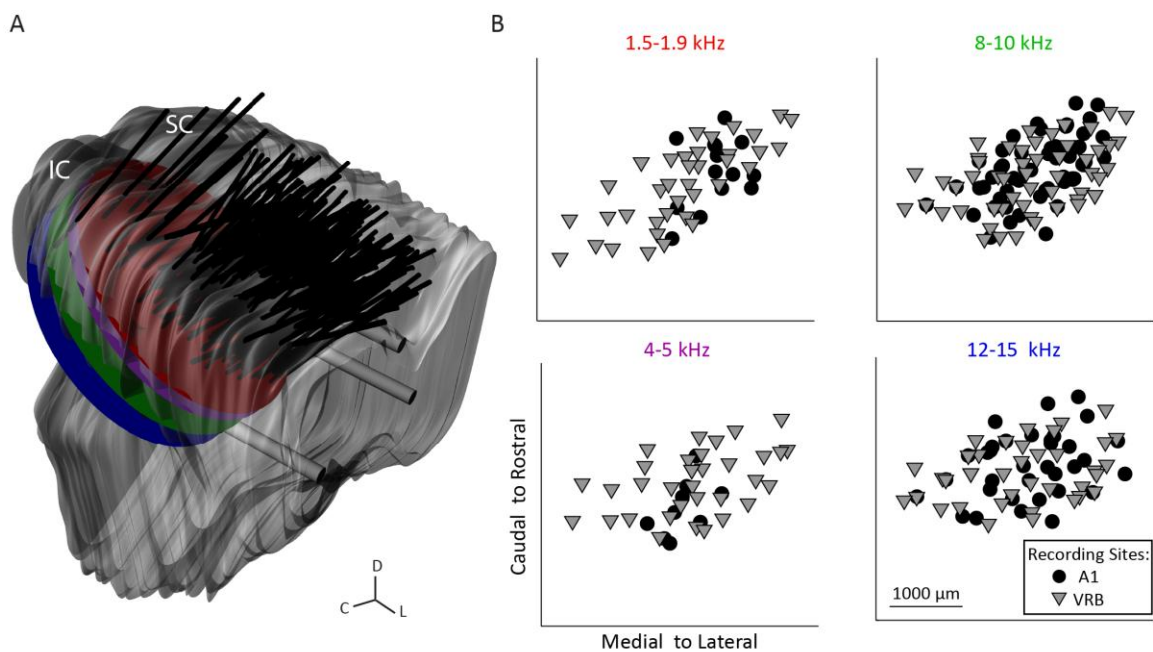 A
B
SC
IC
D
C
L
1.5-1.9 kHz
8-10 kHz
4-5 kHz
12-15 kHz
Caudal to Rostral
Medial to Lateral
1000 µm
Recording Sites:
A1
VRB